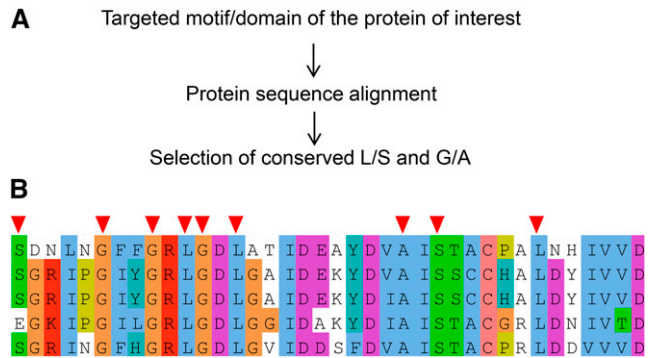 A
Targeted motif/domain of the protein of interest
Protein sequence alignment
Selection of conserved L/S and G/A
B
SDNLNGFFGRLGDLATIDEAYDVAISTACPALNHIVVD
SGRIPGIYGRLGDLGAIDEKYDVAISSCCHALDYIVVD
SGRIPGIYGRLGDLGAIDEKYDIAISTCCHALDYIVVD
EGKIPGILGRLGDLGGIDAKYDIAISTACGRLDNIVTD
SGRINGFHGRLGDLGVIDDSFDVAISTACPRLDDVVVD